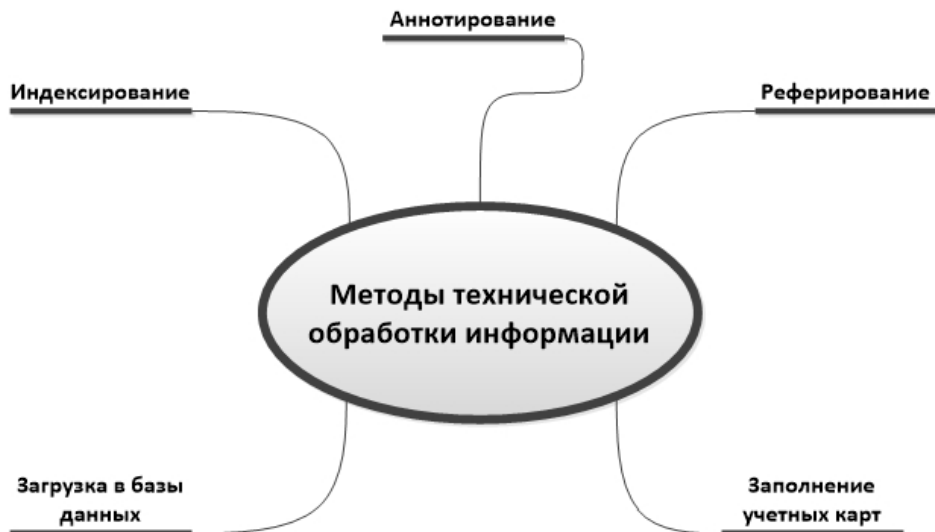 Аннотирование
Индексирование
Реферирование
Методы технической
обработки информации
Загрузка в базы
данных
Заполнение
учетных карт